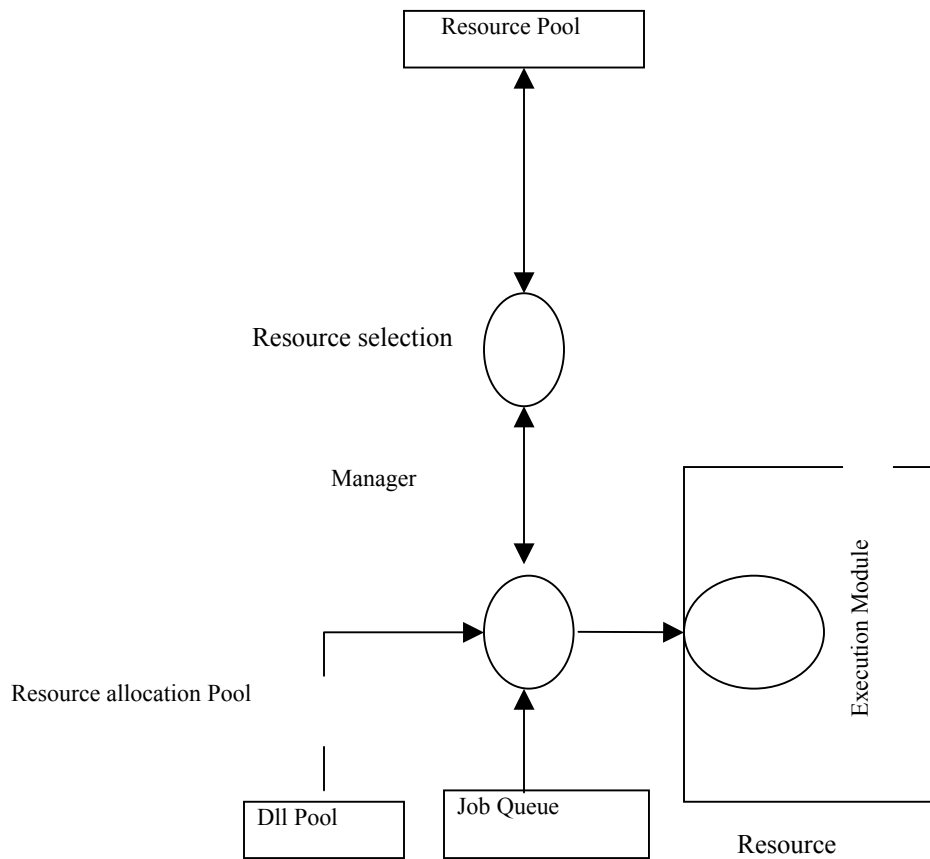 Resource Pool
Resource selection
Manager
Execution Module
Resource allocation Pool
Dll Pool
Job Queue
Resource